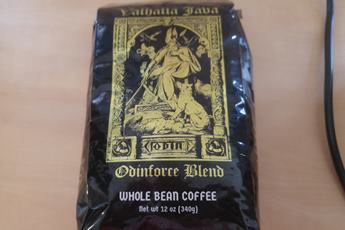 Valhalla Java
ODIN
Odinforce Blend
WHOLE BEAN COFFEE
Net wt 12 oz (340g)